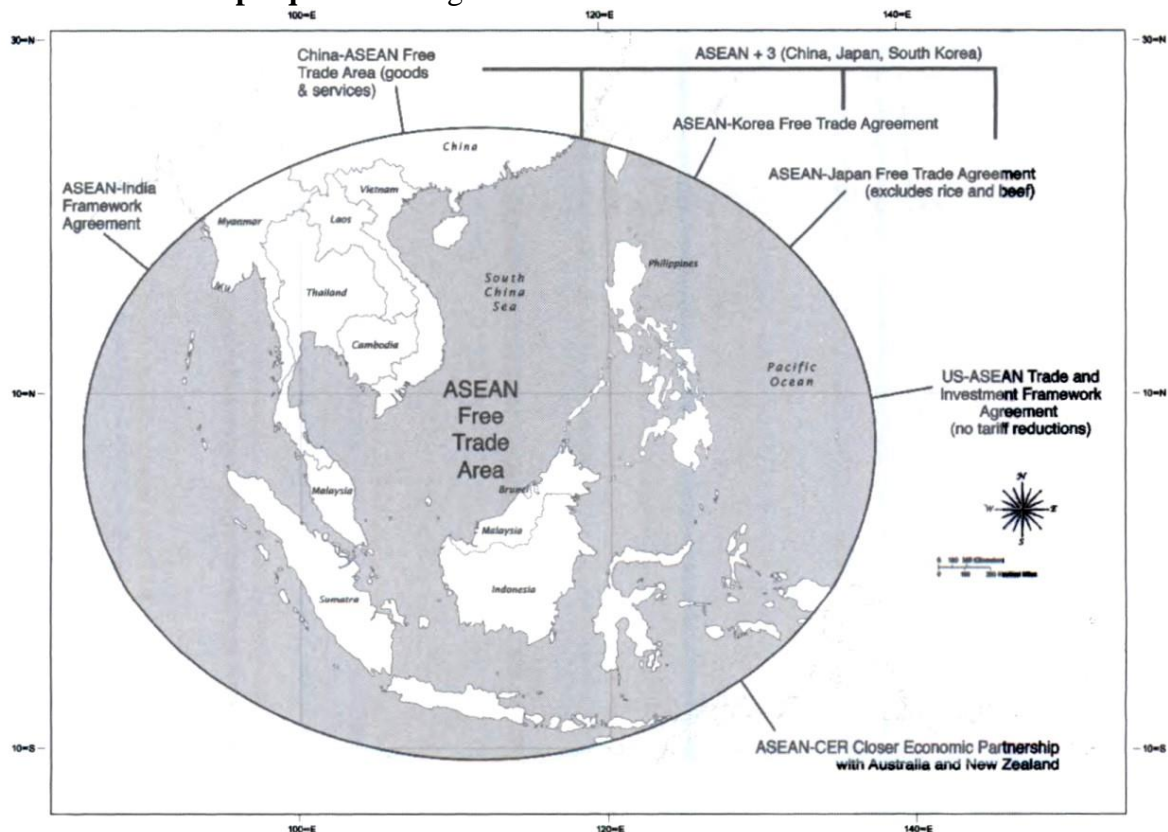 100=E
120=E
140=E
30=N
30=N
China-ASEAN Free
Trade Area (goods
& services)
ASEAN + 3 (China, Japan, South Korea)
ASEAN-Korea Free Trade Agreement
ASEAN-Japan Free Trade Agreement
(excludes rice and beef)
ASEAN-India
Framework
Agreement
China
Vietnam
Myanmar
Laos
Thailand
Cambodia
South
China
Sea
Philippines
Pacific
Ocean
10=N
10=N
ASEAN
Free
Trade
Area
US-ASEAN Trade and
Investment Framework
Agreement
(no tariff reductions)
N
W
E
S
Brunei
Malaysia
Malaysia
Indonesia
Sumatra
10=S
10=S
ASEAN-CER Closer Economic Partnership
with Australia and New Zealand
100=E
120=E
140=E